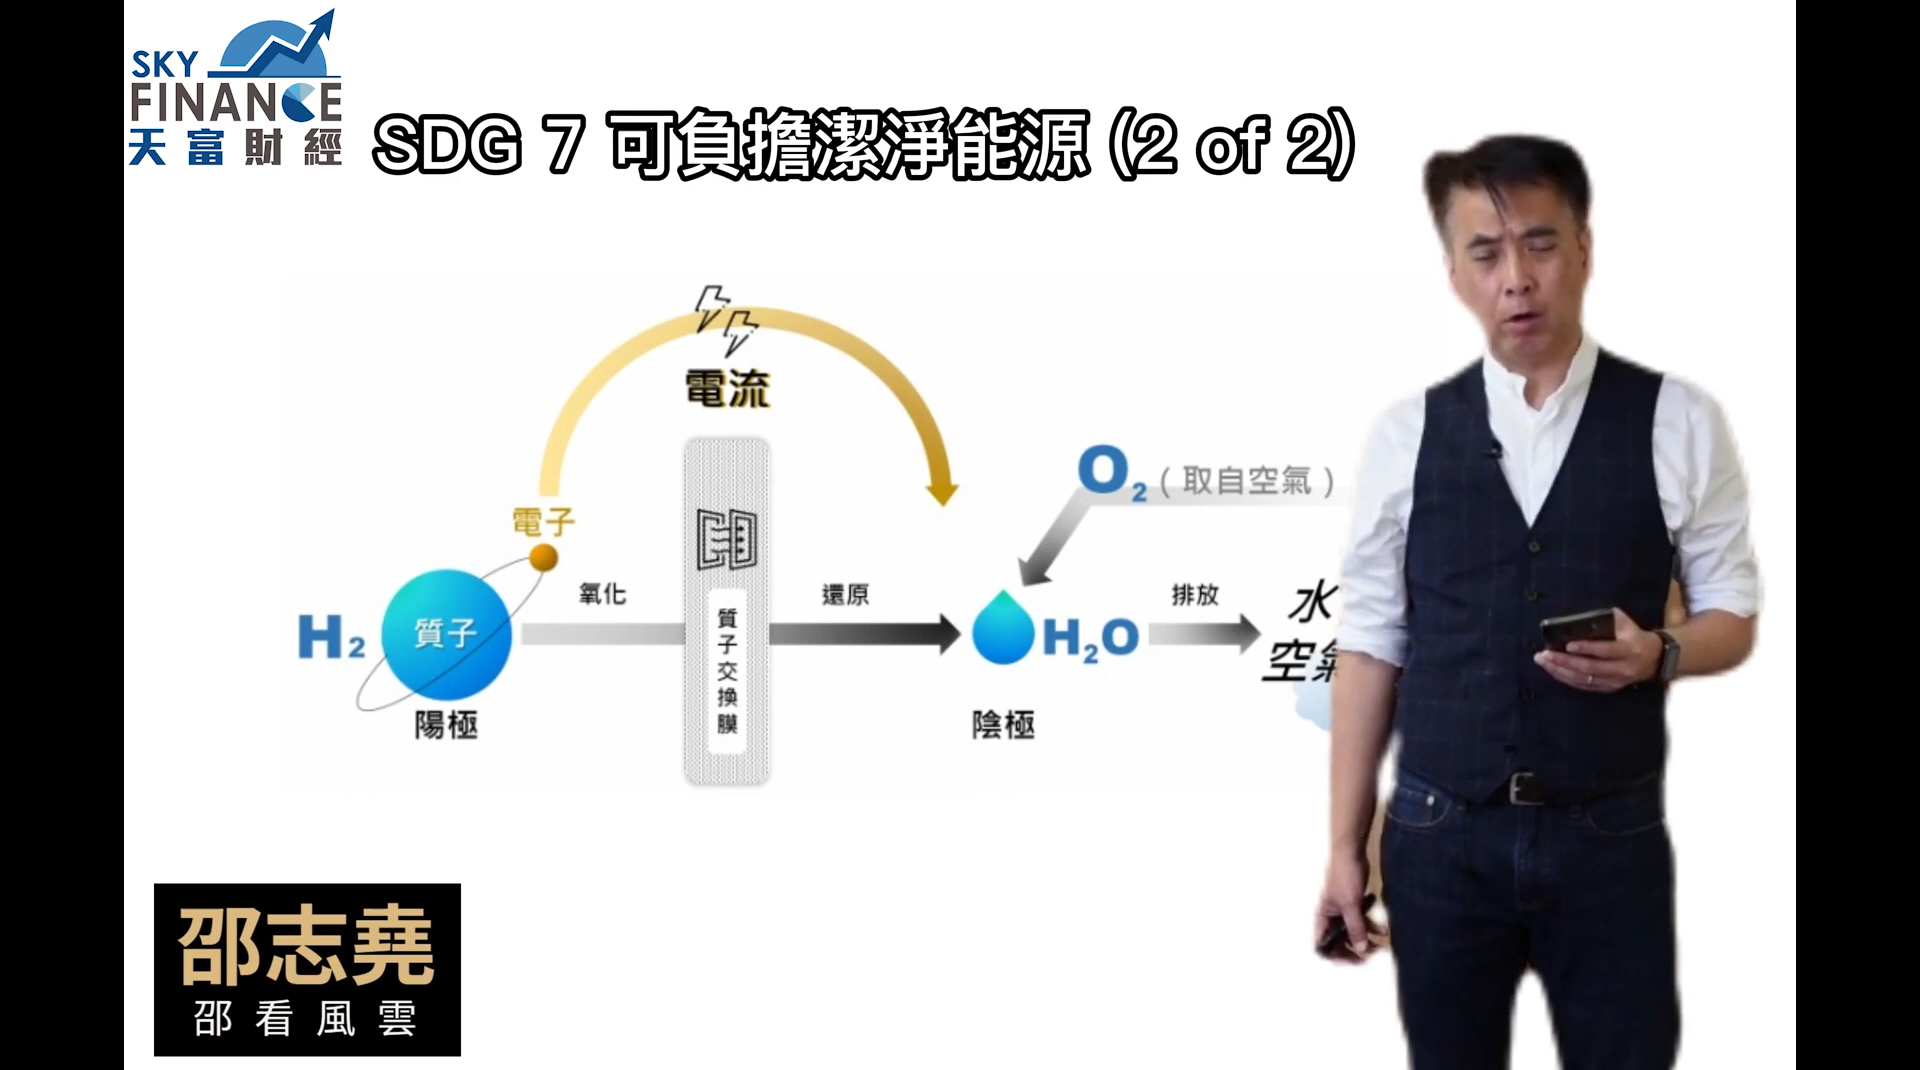 SKY
FINANCE
天富財經
SDG 7 可負擔潔淨能源 (2 of 2)
電流
O₂ ( 取自空氣 )
電子
氧化
還原
排放
H₂
質子
質子交換膜
H₂O
水
空氣
陽極
陰極
邵志堯
邵看風雲